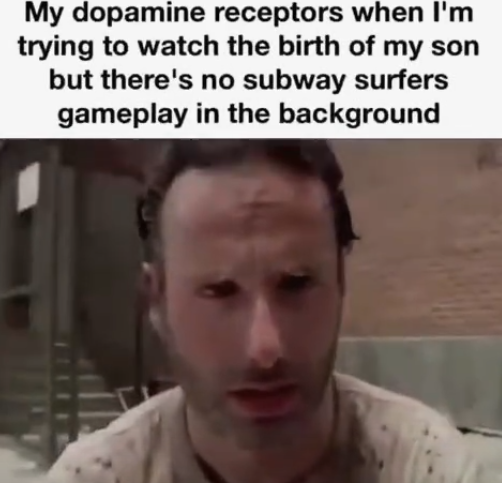 My dopamine receptors when I'm
trying to watch the birth of my son
but there's no subway surfers
gameplay in the background